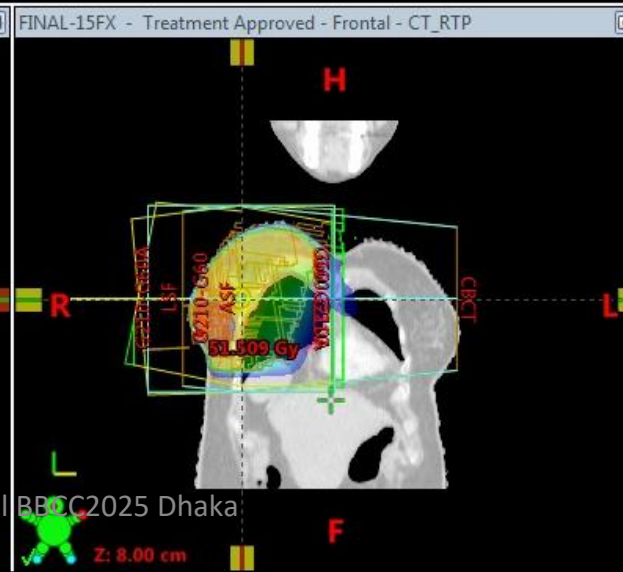 FINAL-15FX - Treatment Approved - Frontal - CT_RTP
H
R
L
LSF
G210-G60
ASF
CBCT
51.509 Gy
BBCC2025 Dhaka
F
Z: 8.00 cm